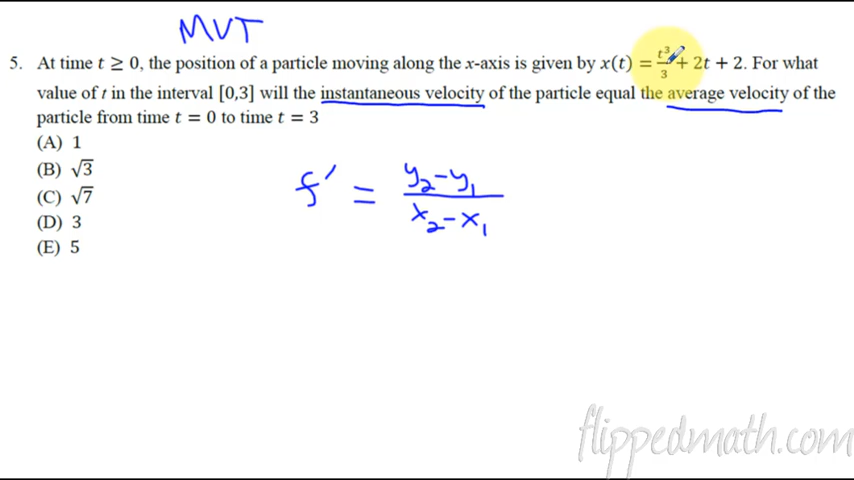 MVT
5. At time t ≥ 0, the position of a particle moving along the x-axis is given by x(t) = t³/3 + 2t + 2. For what
value of t in the interval [0,3] will the instantaneous velocity of the particle equal the average velocity of the
particle from time t = 0 to time t = 3
(A) 1
(B) √3
(C) √7
(D) 3
(E) 5
f' = y₂-y₁ / x₂-x₁
flippedmath.com